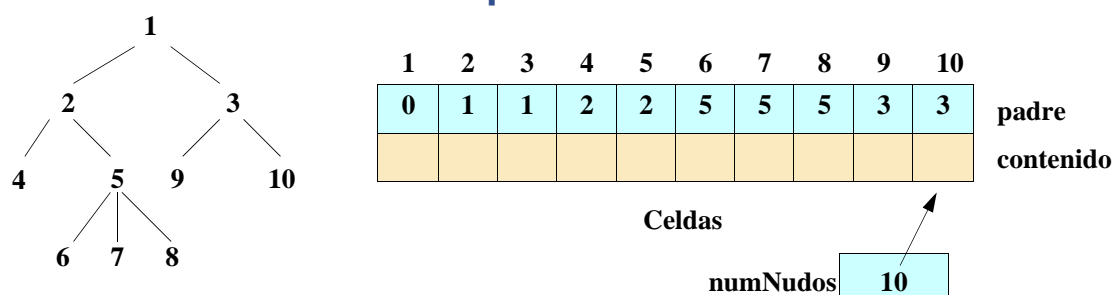 1
2 3
4 5 9 10
6 7 8
1 2 3 4 5 6 7 8 9 10
0 1 1 2 2 5 5 5 3 3 padre
contenido
Celdas
numNudos 10